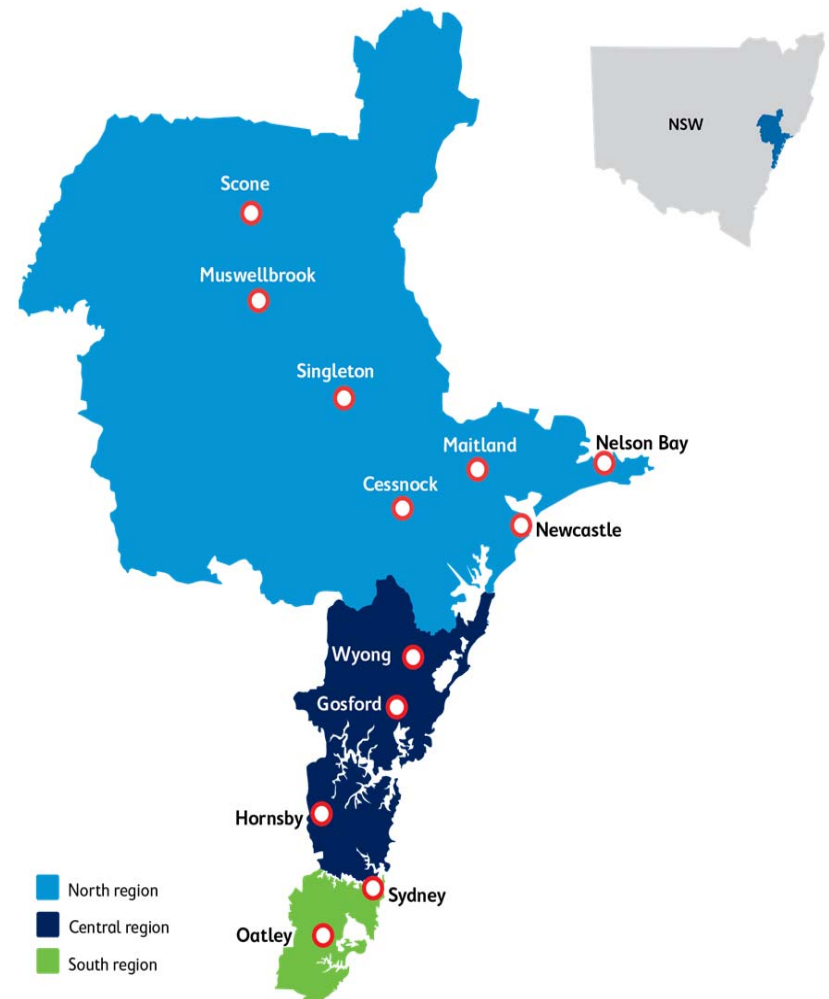 NSW
Scone
Muswellbrook
Singleton
Maitland
Nelson Bay
Cessnock
Newcastle
Wyong
Gosford
Hornsby
Sydney
Oatley
North region
Central region
South region